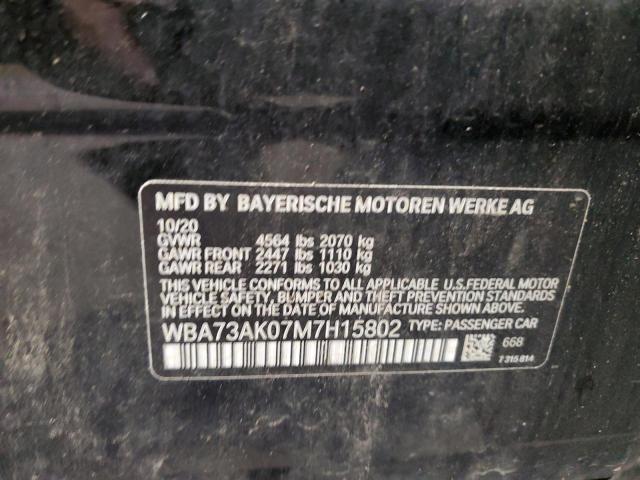 MFD BY BAYERISCHE MOTOREN WERKE AG
10/20
GVWR 4564 lbs 2070 kg
GAWR FRONT 2447 lbs 1110 kg
GAWR REAR 2271 lbs 1030 kg
THIS VEHICLE CONFORMS TO ALL APPLICABLE U.S.FEDERAL MOTOR
VEHICLE SAFETY, BUMPER, AND THEFT PREVENTION STANDARDS
IN EFFECT ON THE DATE OF MANUFACTURE SHOWN ABOVE.
WBA73AK07M7H15802 TYPE: PASSENGER CAR
668
7 315 814